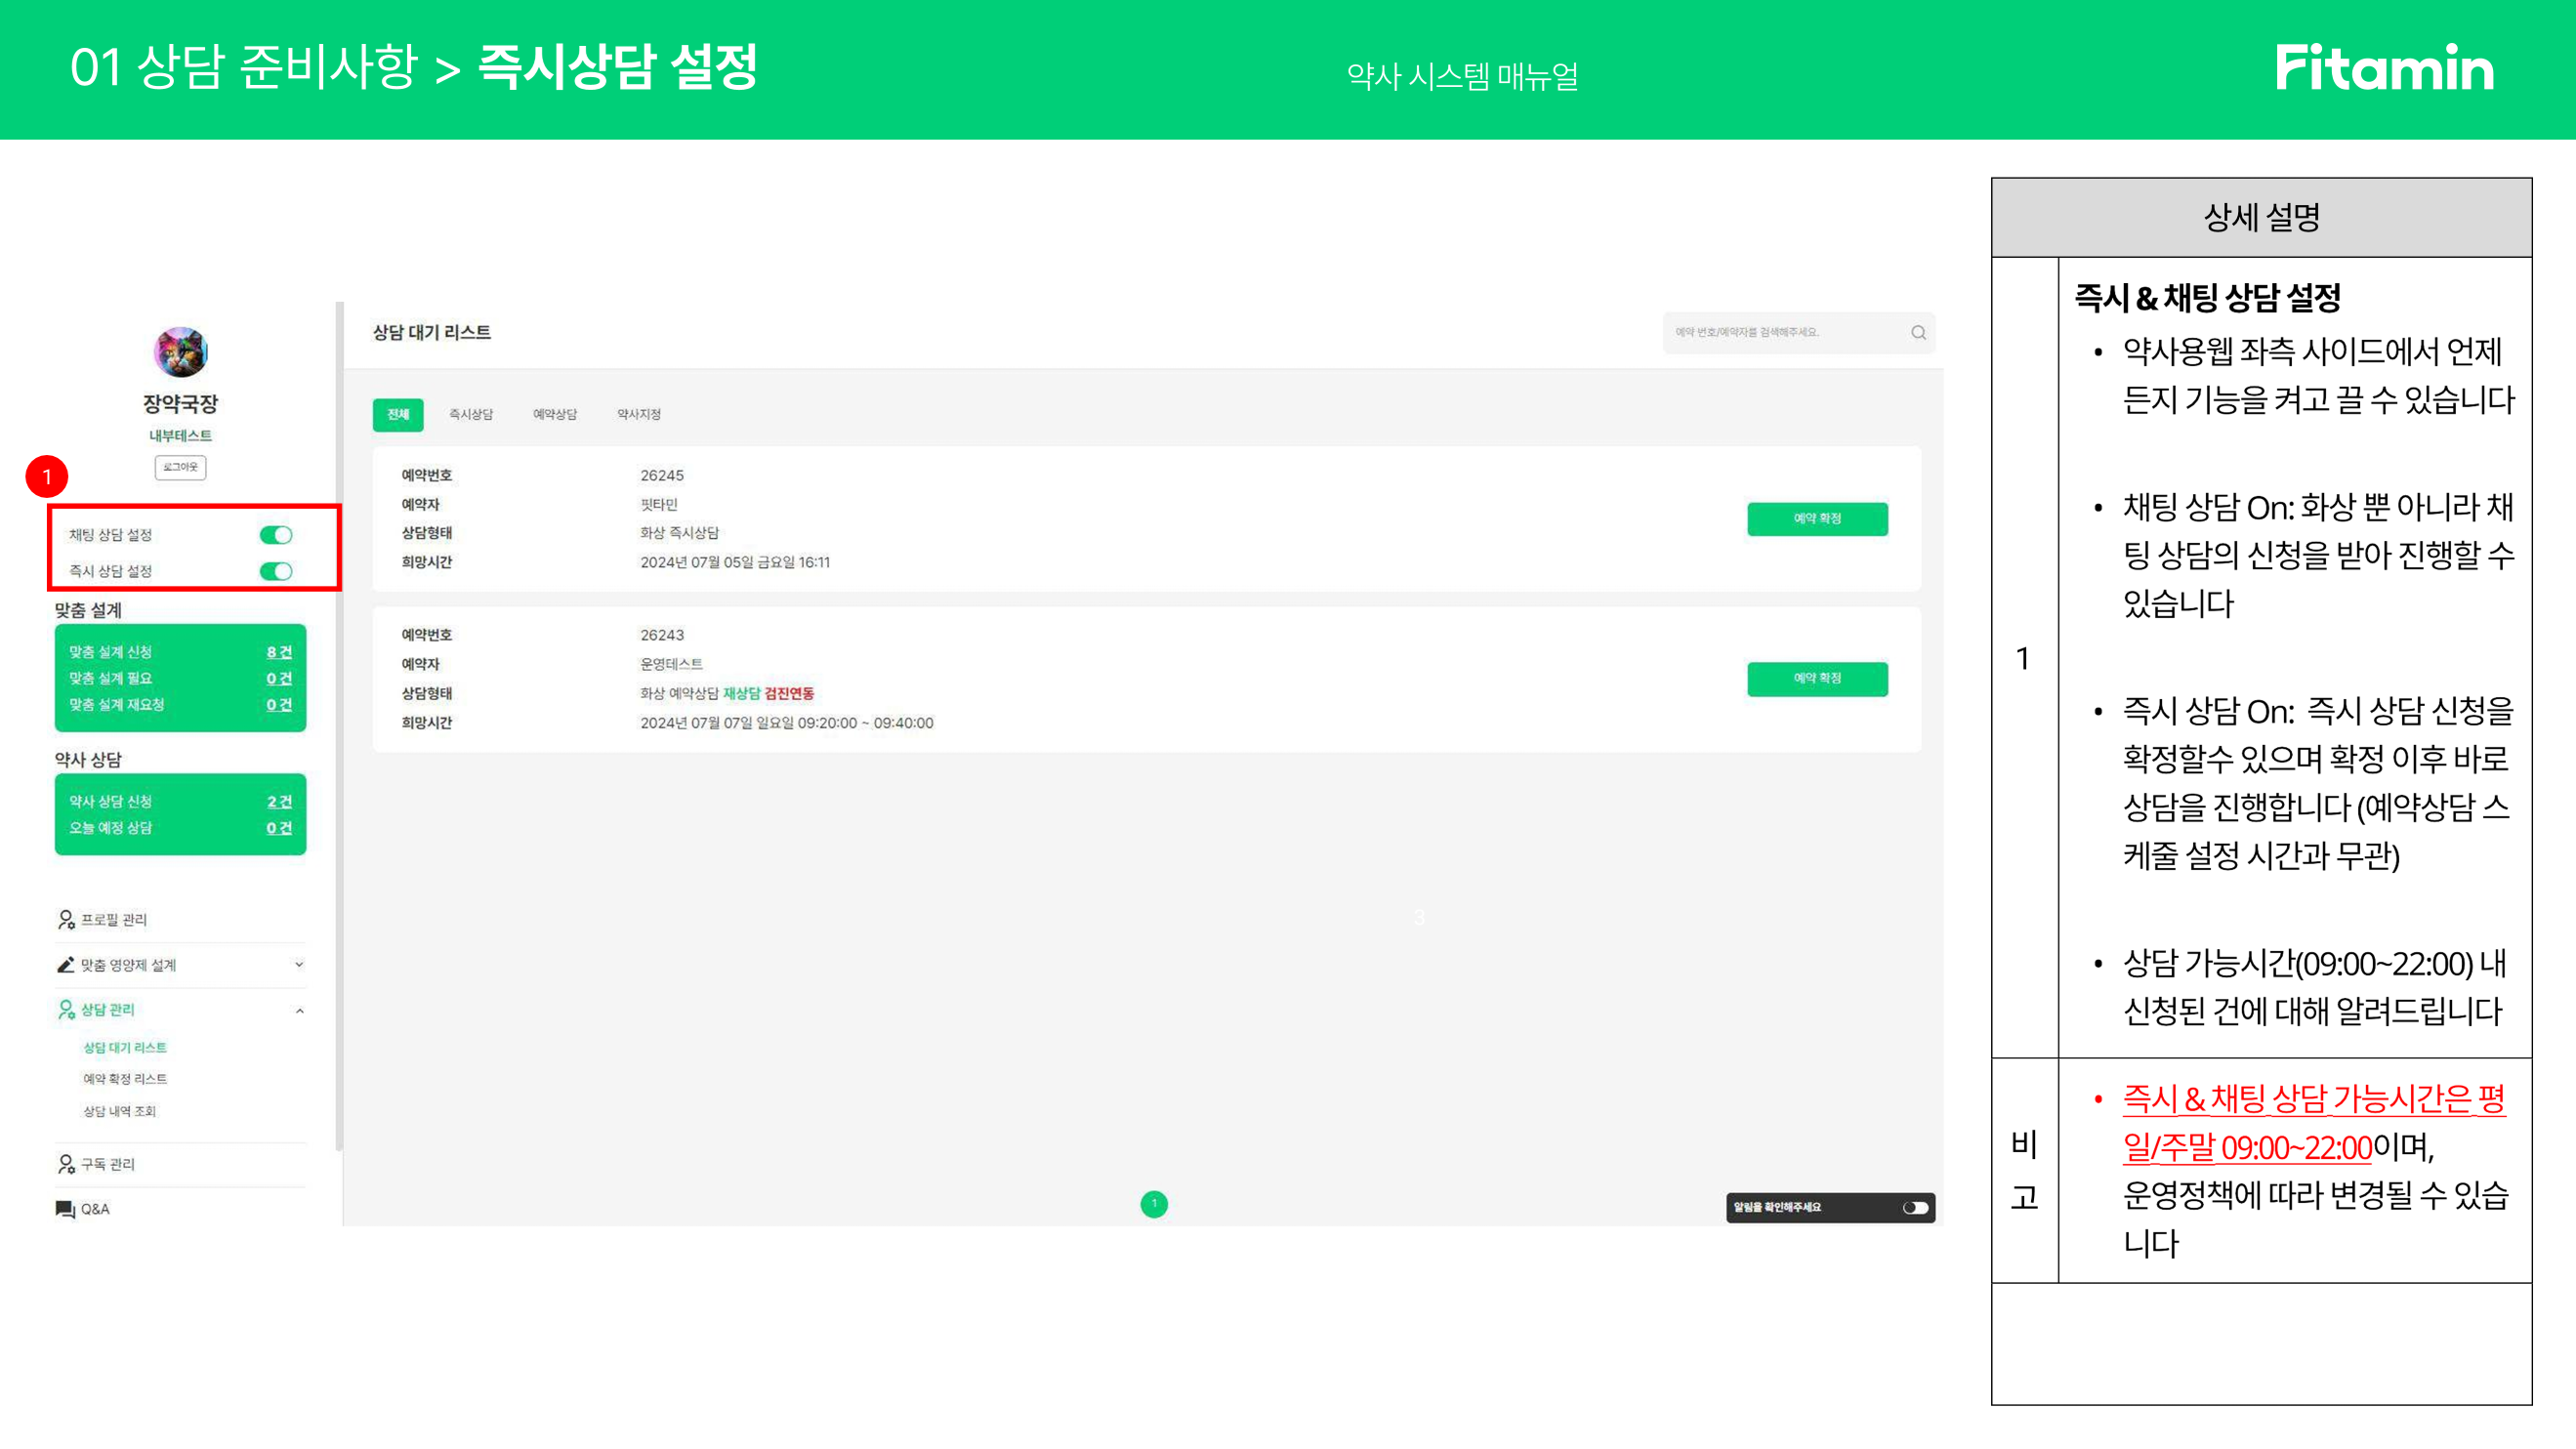 01 상담 준비사항 > 즉시상담 설정
약사 시스템 매뉴얼
Fitamin
장약국장
내부테스트
로그아웃
1
채팅 상담 설정
즉시 상담 설정
맞춤 설계
맞춤 설계 신청 8 건
맞춤 설계 필요 0 건
맞춤 설계 재요청 0 건
약사 상담
약사 상담 신청 2 건
오늘 예정 상담 0 건
프로필 관리
맞춤 영양제 설계
상담 관리
상담 대기 리스트
예약 확정 리스트
상담 내역 조회
구독 관리
Q&A
상담 대기 리스트
예약 번호/예약자를 검색해주세요.
전체 즉시상담 예약상담 약사지정
예약번호 26245
예약자 핏타민
상담형태 화상 즉시상담
희망시간 2024년 07월 05일 금요일 16:11
예약 확정
예약번호 26243
예약자 운영테스트
상담형태 화상 예약상담 재상담 검진연동
희망시간 2024년 07월 07일 일요일 09:20:00 ~ 09:40:00
예약 확정
3
1
알림을 확인해주세요
상세 설명
1
즉시 & 채팅 상담 설정
• 약사용웹 좌측 사이드에서 언제
든지 기능을 켜고 끌 수 있습니다
• 채팅 상담 On: 화상 뿐 아니라 채
팅 상담의 신청을 받아 진행할 수
있습니다
• 즉시 상담 On: 즉시 상담 신청을
확정할수 있으며 확정 이후 바로
상담을 진행합니다 (예약상담 스
케줄 설정 시간과 무관)
• 상담 가능시간(09:00~22:00) 내
신청된 건에 대해 알려드립니다
비
고
• 즉시 & 채팅 상담 가능시간은 평
일/주말 09:00~22:00이며,
운영정책에 따라 변경될 수 있습
니다